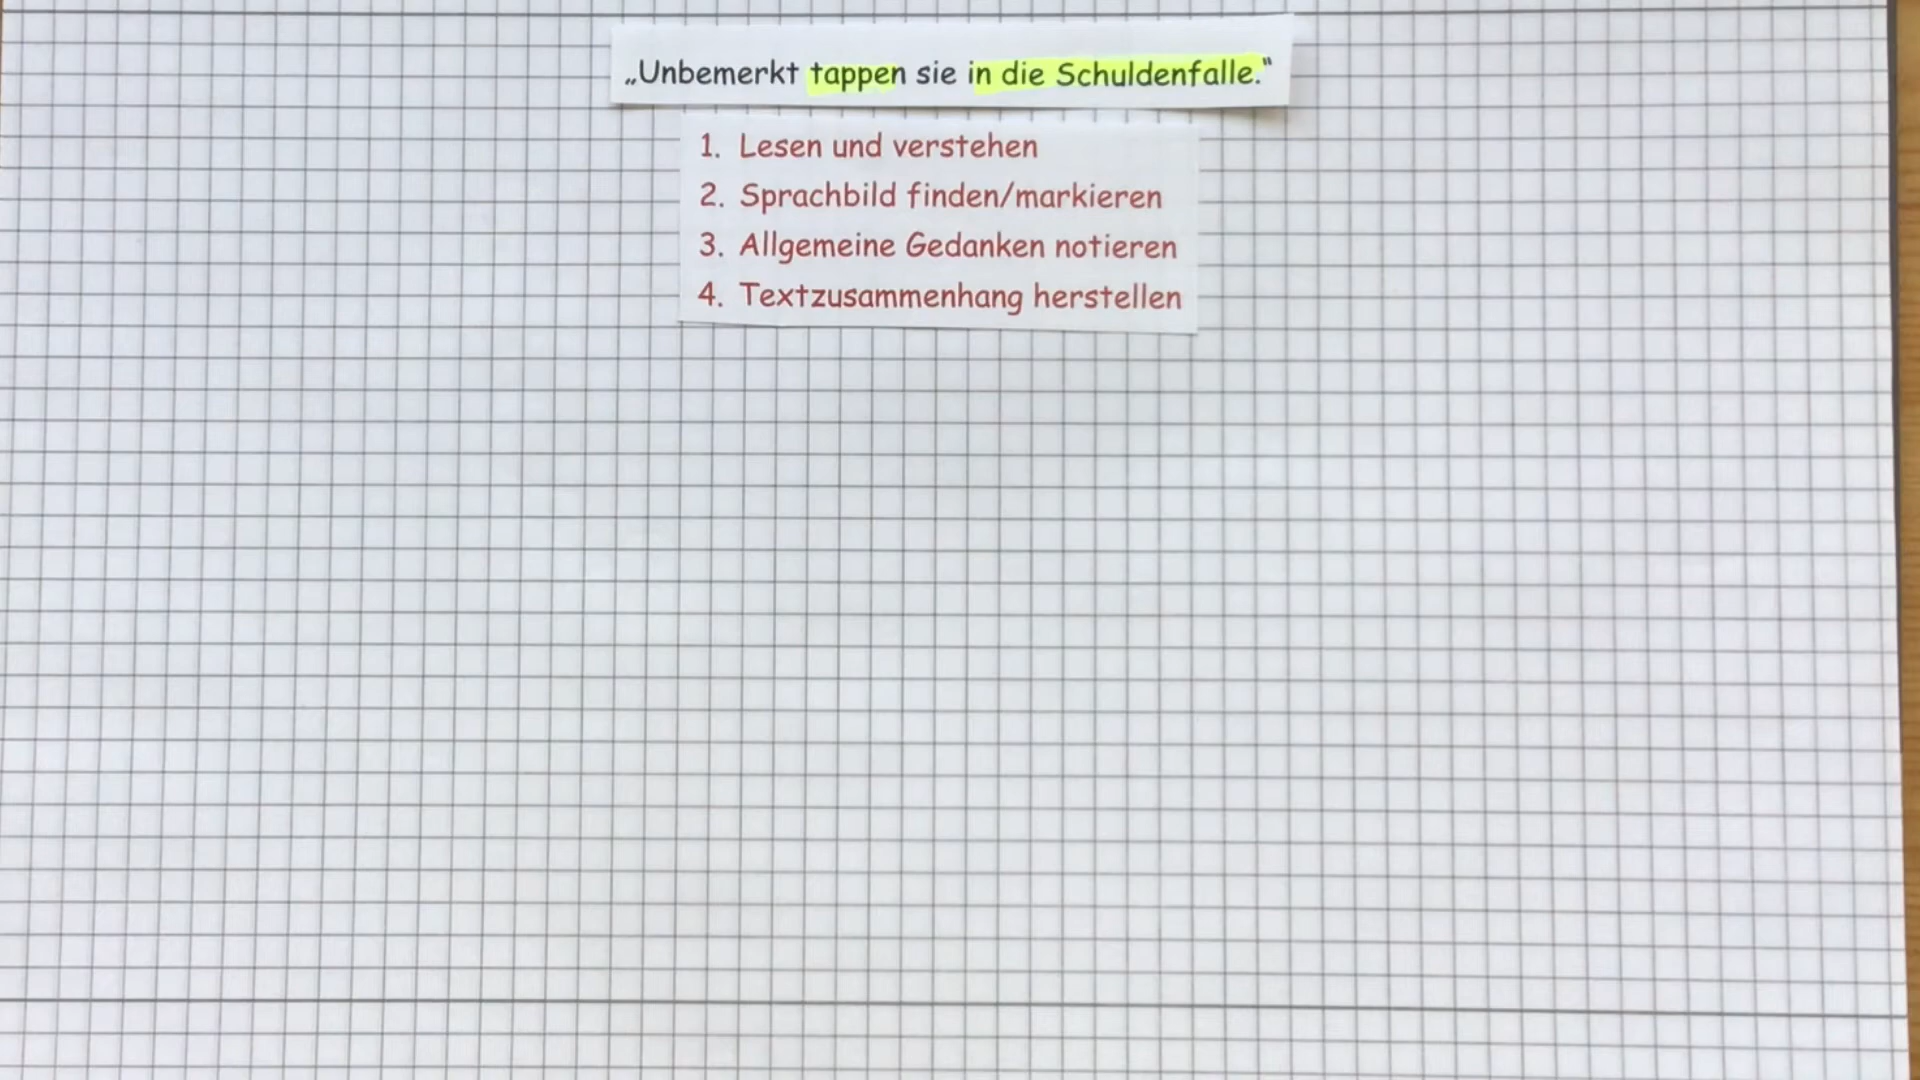 „Unbemerkt tappen sie in die Schuldenfalle."
1. Lesen und verstehen
2. Sprachbild finden/markieren
3. Allgemeine Gedanken notieren
4. Textzusammenhang herstellen